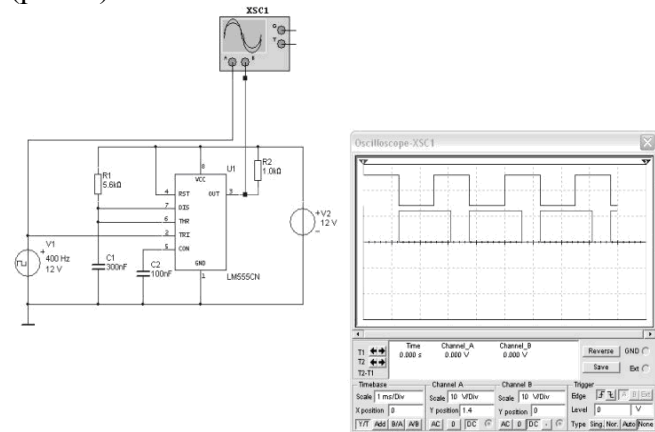 XSC1
G
T
A
B
R1
5.6kΩ
8
VCC
U1
R2
1.0kΩ
4
RST
OUT
3
7
DIS
6
THR
2
TRI
5
CON
GND
1
LM555CN
V1
400 Hz
12 V
C1
300nF
C2
100nF
V2
12 V
Oscilloscope-XSC1
Time
Channel_A
Channel_B
T1
0.000 s
0.000 V
0.000 V
T2
T2-T1
Reverse
GND
Save
Ext
Timebase
Scale 1 ms/Div
X position 0
Y/T Add B/A A/B
Channel A
Scale 10 V/Div
Y position 1.4
AC 0 DC
Channel B
Scale 10 V/Div
Y position 0
AC 0 DC -
Trigger
Edge A B Ext
Level 0 V
Type Sing. Nor. Auto None